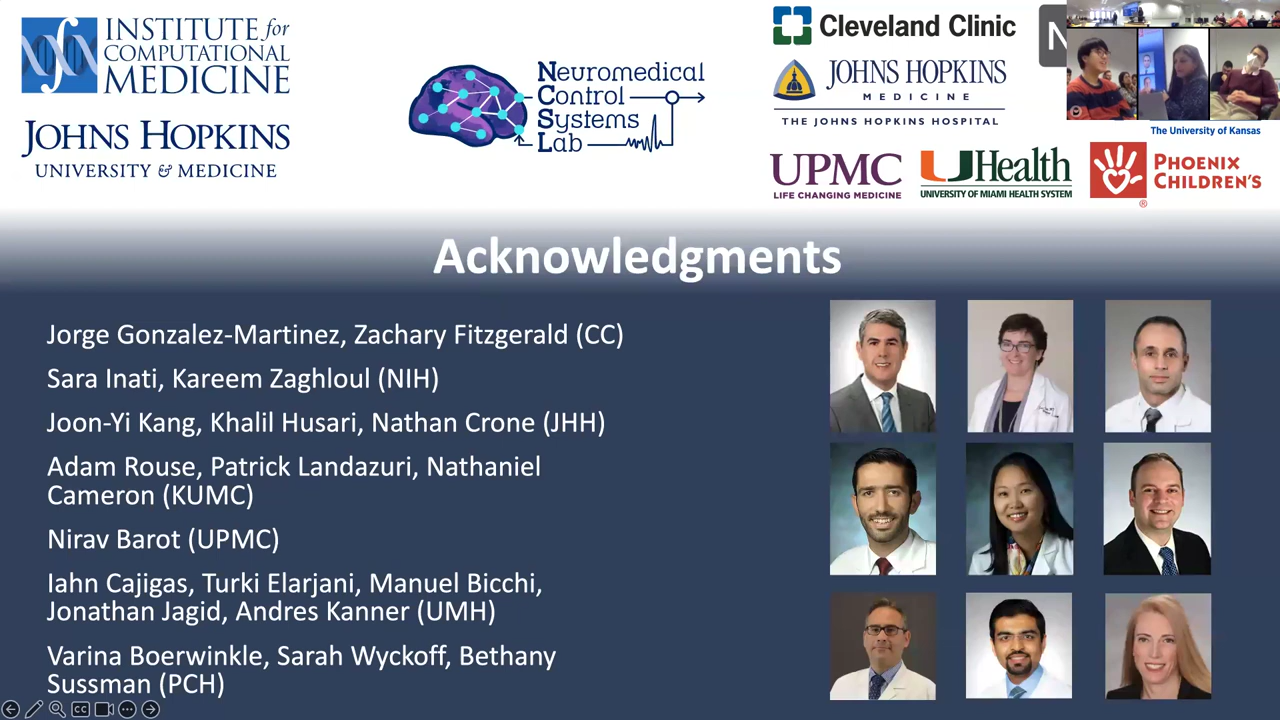 INSTITUTE for
COMPUTATIONAL
MEDICINE
JOHNS HOPKINS
UNIVERSITY & MEDICINE
Neuromedical
Control
Systems
Lab
Cleveland Clinic
JOHNS HOPKINS
MEDICINE
THE JOHNS HOPKINS HOSPITAL
N
The University of Kansas
UPMC
LIFE CHANGING MEDICINE
UHealth
UNIVERSITY OF MIAMI HEALTH SYSTEM
PHOENIX
CHILDREN'S
®
Acknowledgments
Jorge Gonzalez-Martinez, Zachary Fitzgerald (CC)
Sara Inati, Kareem Zaghloul (NIH)
Joon-Yi Kang, Khalil Husari, Nathan Crone (JHH)
Adam Rouse, Patrick Landazuri, Nathaniel
Cameron (KUMC)
Nirav Barot (UPMC)
Iahn Cajigas, Turki Elarjani, Manuel Bicchi,
Jonathan Jagid, Andres Kanner (UMH)
Varina Boerwinkle, Sarah Wyckoff, Bethany
Sussman (PCH)
CC